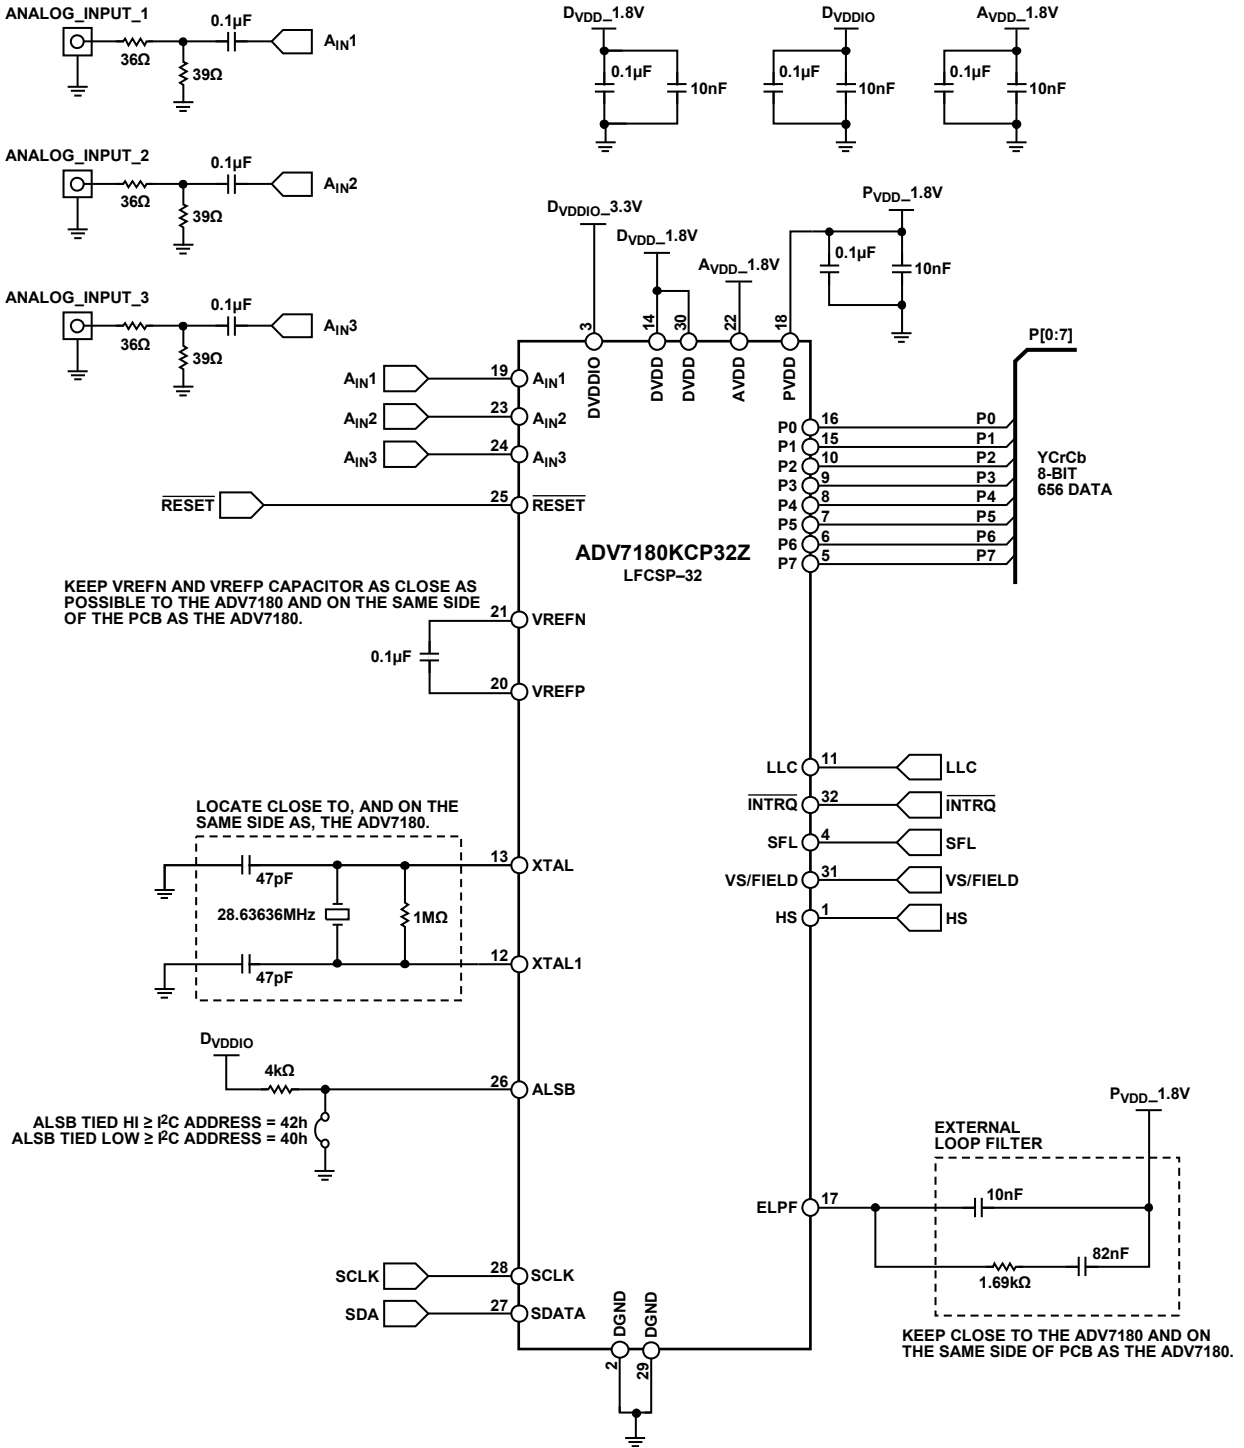 ANALOG_INPUT_1
0.1µF
36Ω
39Ω
AIN1
ANALOG_INPUT_2
0.1µF
36Ω
39Ω
AIN2
ANALOG_INPUT_3
0.1µF
36Ω
39Ω
AIN3
DVDD_1.8V
0.1µF
10nF
DVDDIO
0.1µF
10nF
AVDD_1.8V
0.1µF
10nF
DVDDIO_3.3V
DVDD_1.8V
AVDD_1.8V
PVDD_1.8V
0.1µF
10nF
3
14
30
22
18
DVDDIO
DVDD
DVDD
AVDD
PVDD
AIN1
19
AIN1
AIN2
23
AIN2
AIN3
24
AIN3
RESET
25
RESET
P[0:7]
P0 16 P0
P1 15 P1
P2 10 P2
P3 9 P3
P4 8 P4
P5 7 P5
P6 6 P6
P7 5 P7
YCrCb
8-BIT
656 DATA
ADV7180KCP32Z
LFCSP–32
KEEP VREFN AND VREFP CAPACITOR AS CLOSE AS
POSSIBLE TO THE ADV7180 AND ON THE SAME SIDE
OF THE PCB AS THE ADV7180.
21
VREFN
0.1µF
20
VREFP
LLC 11 LLC
INTRQ 32 INTRQ
SFL 4 SFL
VS/FIELD 31 VS/FIELD
HS 1 HS
LOCATE CLOSE TO, AND ON THE
SAME SIDE AS, THE ADV7180.
47pF
13
XTAL
28.63636MHz
1MΩ
47pF
12
XTAL1
DVDDIO
4kΩ
26
ALSB
ALSB TIED HI ≥ I2C ADDRESS = 42h
ALSB TIED LOW ≥ I2C ADDRESS = 40h
PVDD_1.8V
EXTERNAL
LOOP FILTER
ELPF 17
10nF
82nF
1.69kΩ
KEEP CLOSE TO THE ADV7180 AND ON
THE SAME SIDE OF PCB AS THE ADV7180.
SCLK
28
SCLK
SDA
27
SDATA
DGND
DGND
2
29